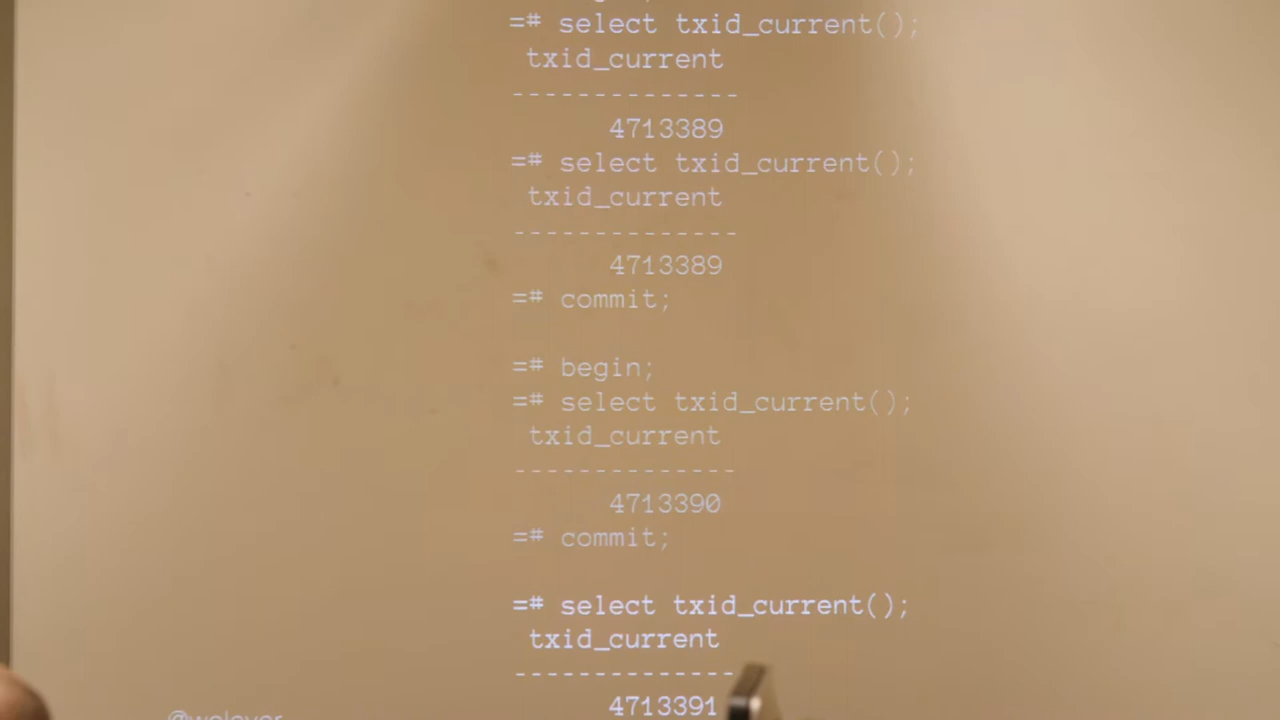 =# select txid_current();
txid_current
--------------
4713389
=# select txid_current();
txid_current
--------------
4713389
=# commit;
=# begin;
=# select txid_current();
txid_current
--------------
4713390
=# commit;
=# select txid_current();
txid_current
--------------
4713391
@wolever